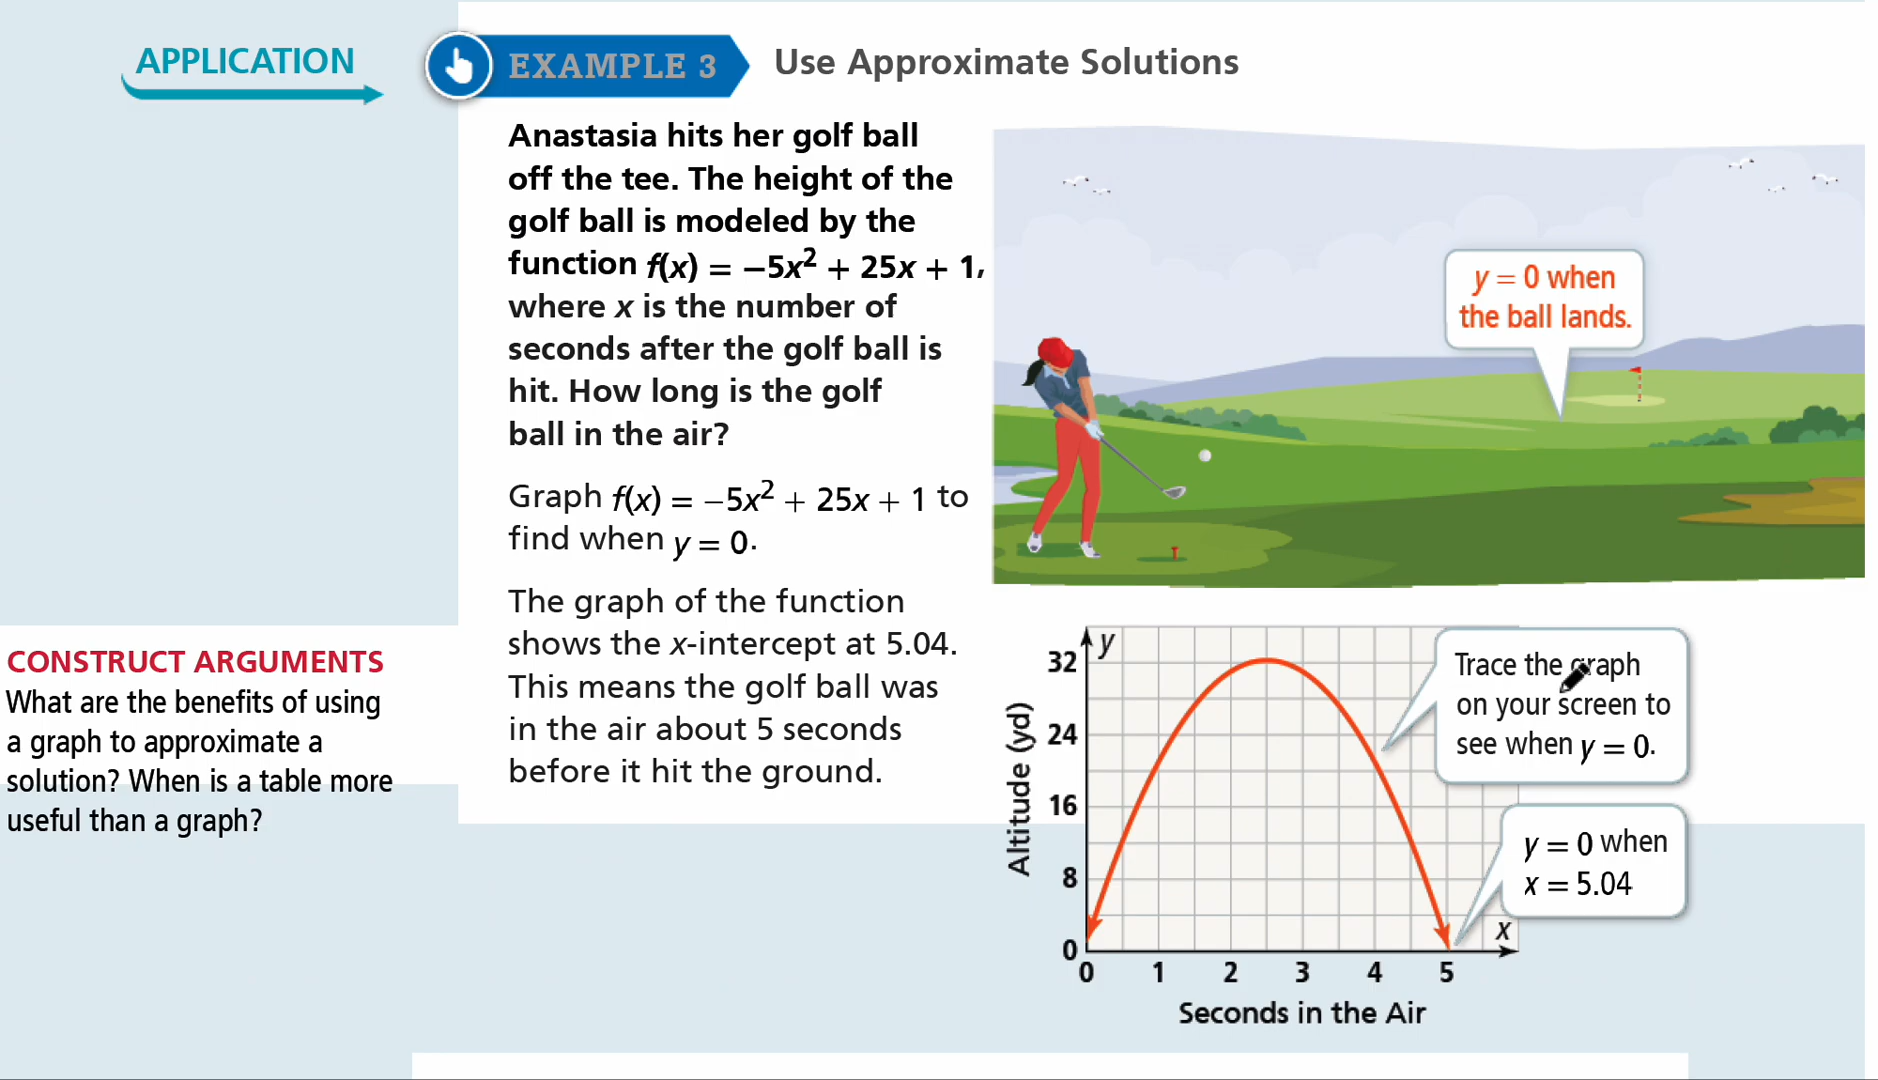 APPLICATION
EXAMPLE 3
Use Approximate Solutions
Anastasia hits her golf ball
off the tee. The height of the
golf ball is modeled by the
function f(x) = −5x² + 25x + 1,
where x is the number of
seconds after the golf ball is
hit. How long is the golf
ball in the air?
Graph f(x) = −5x² + 25x + 1 to
find when y = 0.
The graph of the function
shows the x-intercept at 5.04.
This means the golf ball was
in the air about 5 seconds
before it hit the ground.
CONSTRUCT ARGUMENTS
What are the benefits of using
a graph to approximate a
solution? When is a table more
useful than a graph?
y = 0 when
the ball lands.
y
32
24
16
8
0
Altitude (yd)
0 1 2 3 4 5
x
Seconds in the Air
Trace the graph
on your screen to
see when y = 0.
y = 0 when
x = 5.04